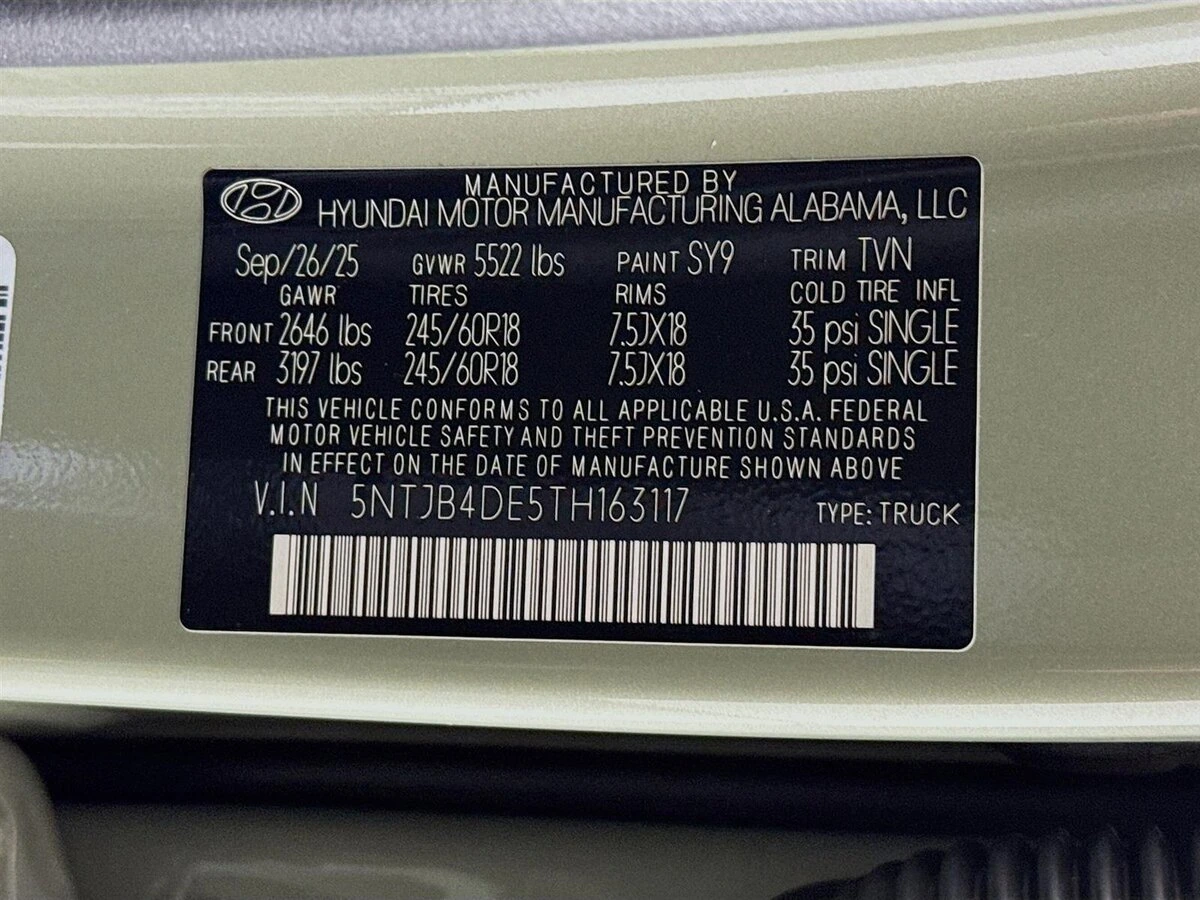 MANUFACTURED BY
HYUNDAI MOTOR MANUFACTURING ALABAMA, LLC
Sep/26/25 GVWR 5522 lbs PAINT SY9 TRIM TVN
GAWR TIRES RIMS COLD TIRE INFL
FRONT 2646 lbs 245/60R18 7.5JX18 35 psi SINGLE
REAR 3197 lbs 245/60R18 7.5JX18 35 psi SINGLE
THIS VEHICLE CONFORMS TO ALL APPLICABLE U.S.A. FEDERAL
MOTOR VEHICLE SAFETY AND THEFT PREVENTION STANDARDS
IN EFFECT ON THE DATE OF MANUFACTURE SHOWN ABOVE
V.I.N 5NTJB4DE5TH163117 TYPE: TRUCK